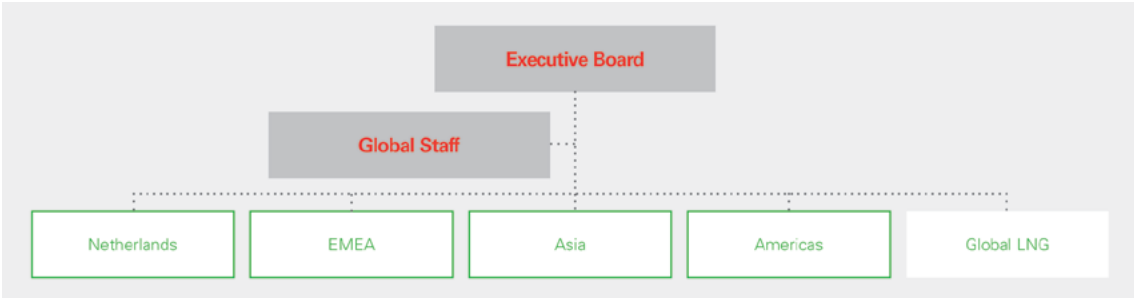 Executive Board
Global Staff
Netherlands
EMEA
Asia
Americas
Global LNG